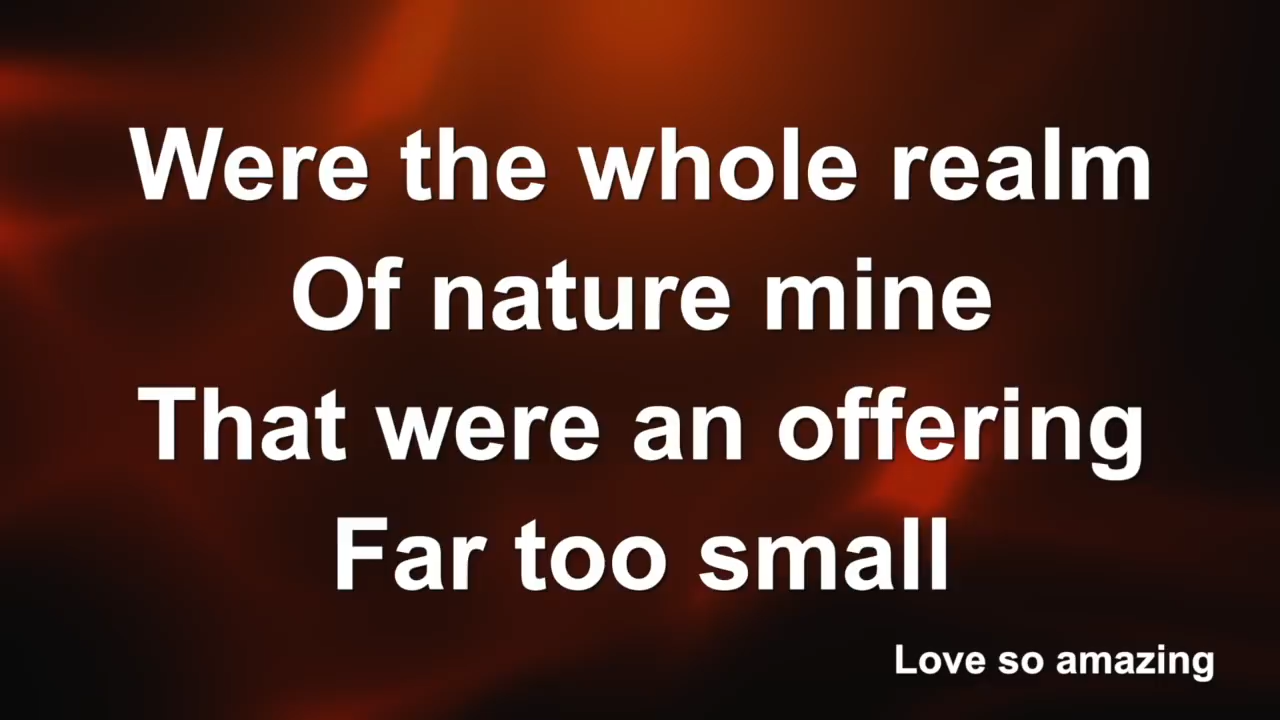 Were the whole realm
Of nature mine
That were an offering
Far too small
Love so amazing